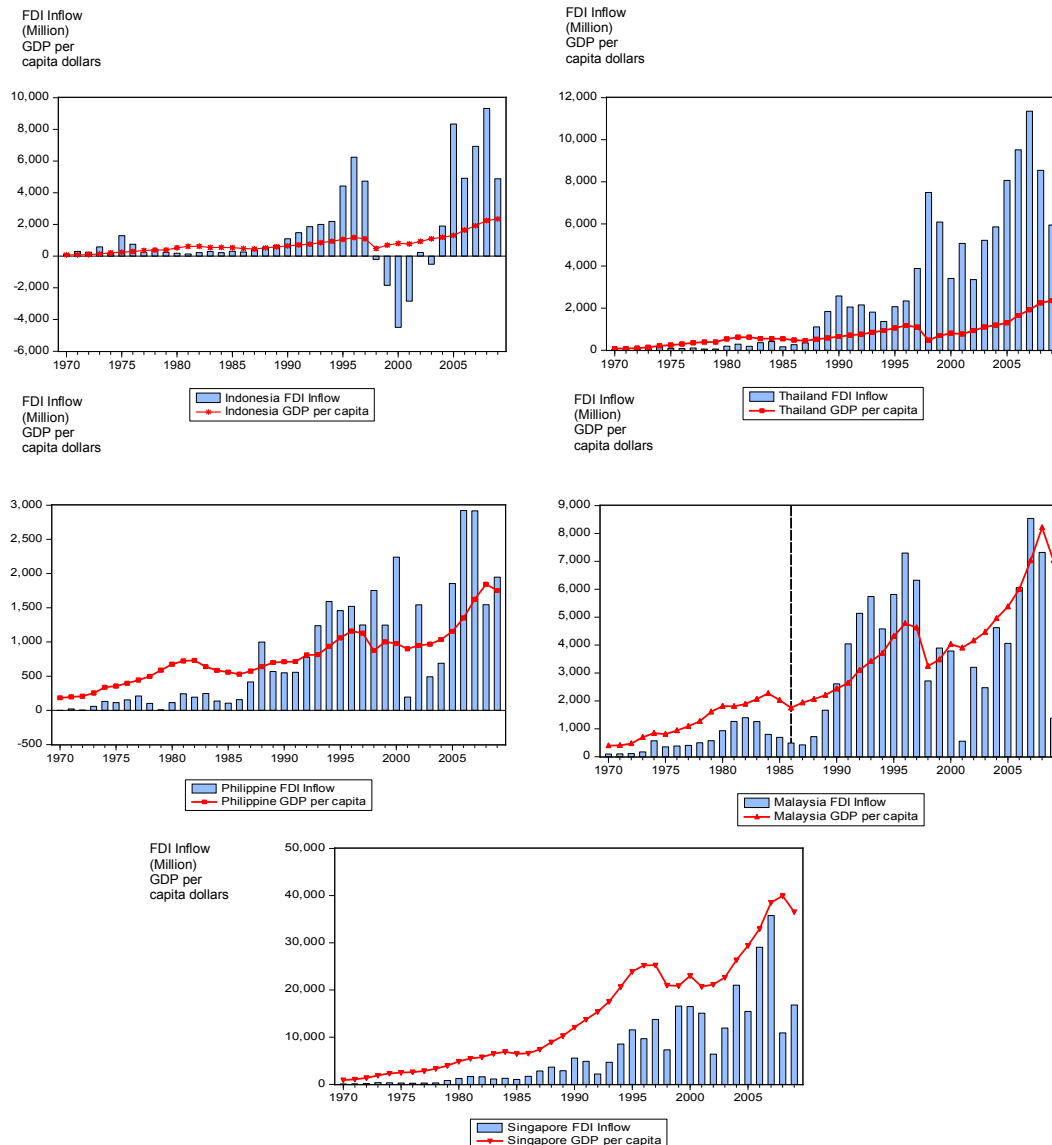 FDI Inflow
(Million)
GDP per
capita dollars
10,000
8,000
6,000
4,000
2,000
0
-2,000
-4,000
-6,000
1970 1975 1980 1985 1990 1995 2000 2005
Indonesia FDI Inflow
Indonesia GDP per capita
FDI Inflow
(Million)
GDP per
capita dollars
12,000
10,000
8,000
6,000
4,000
2,000
0
1970 1975 1980 1985 1990 1995 2000 2005
Thailand FDI Inflow
Thailand GDP per capita
FDI Inflow
(Million)
GDP per
capita dollars
3,000
2,500
2,000
1,500
1,000
500
0
-500
1970 1975 1980 1985 1990 1995 2000 2005
Philippine FDI Inflow
Philippine GDP per capita
FDI Inflow
(Million)
GDP per
capita dollars
9,000
8,000
7,000
6,000
5,000
4,000
3,000
2,000
1,000
0
1970 1975 1980 1985 1990 1995 2000 2005
Malaysia FDI Inflow
Malaysia GDP per capita
FDI Inflow
(Million)
GDP per
capita dollars
50,000
40,000
30,000
20,000
10,000
0
1970 1975 1980 1985 1990 1995 2000 2005
Singapore FDI Inflow
Singapore GDP per capita